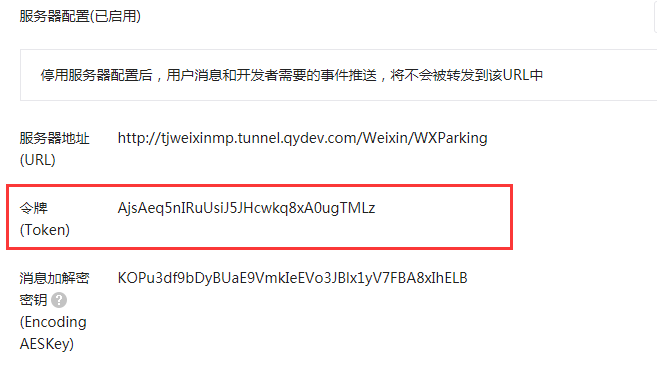 服务器配置(已启用)
停用服务器配置后，用户消息和开发者需要的事件推送，将不会被转发到该URL中
服务器地址
(URL)
http://tjweixinmp.tunnel.qydev.com/Weixin/WXParking
令牌
(Token)
AjsAeq5nIRuUsiJ5JHcwkq8xA0ugTMLz
消息加解密
密钥 ?
(Encoding
AESKey)
KOPu3df9bDyBUaE9VmkIeEVo3JBlx1yV7FBA8xIhELB